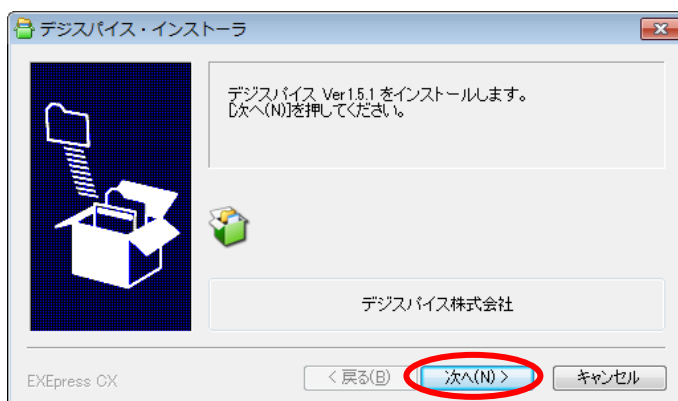 デジスパイス・インストーラ
デジスパイス Ver1.5.1 をインストールします。
[次へ(N)]を押してください。
デジスパイス株式会社
EXEpress CX
< 戻る(B)
次へ(N) >
キャンセル